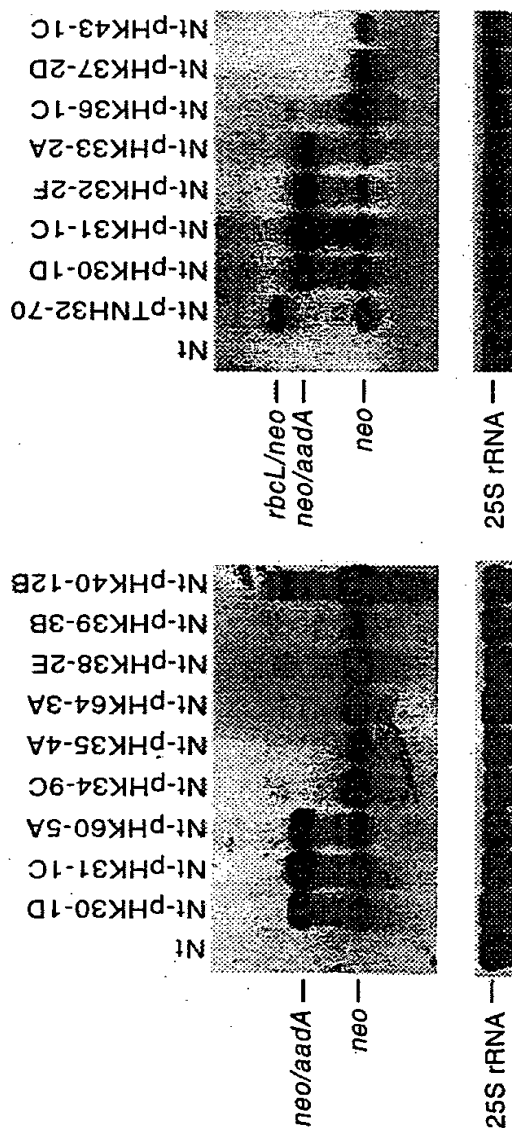 Nt
Nt-pTNH32-70
Nt-pHK30-1D
Nt-pHK31-1C
Nt-pHK32-2F
Nt-pHK33-2A
Nt-pHK36-1C
Nt-pHK37-2D
Nt-pHK43-1C
rbcL/neo
neo/aadA
neo
25S rRNA
Nt
Nt-pHK30-1D
Nt-pHK31-1C
Nt-pHK60-5A
Nt-pHK34-9C
Nt-pHK35-4A
Nt-pHK64-3A
Nt-pHK38-2E
Nt-pHK39-3B
Nt-pHK40-12B
neo/aadA
neo
25S rRNA